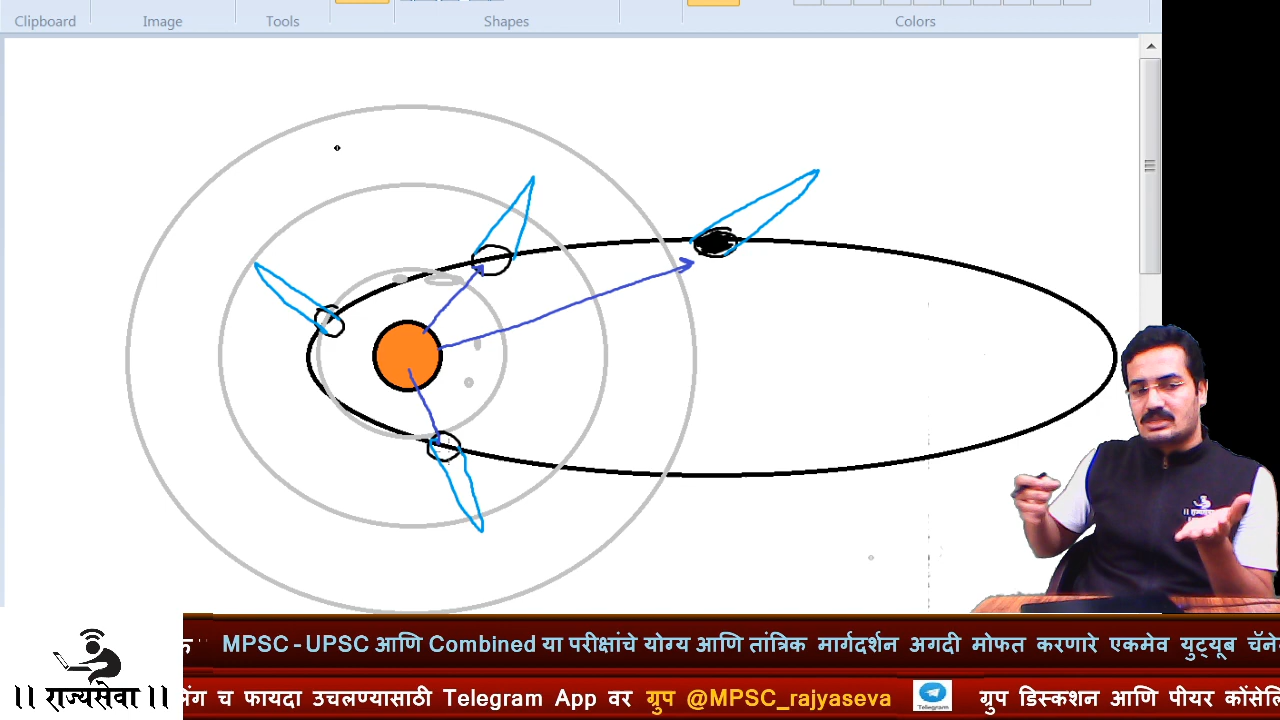 Clipboard
Image
Tools
Shapes
Colors
MPSC - UPSC आणि Combined या परीक्षांचे योग्य आणि तांत्रिक मार्गदर्शन अगदी मोफत करणारे एकमेव युट्यूब
च फायदा उचलण्यासाठी Telegram App वर ग्रुप @MPSC_rajyaseva
Telegram
ग्रुप डिस्कशन आणि पीयर
।। राज्यसेवा ।।